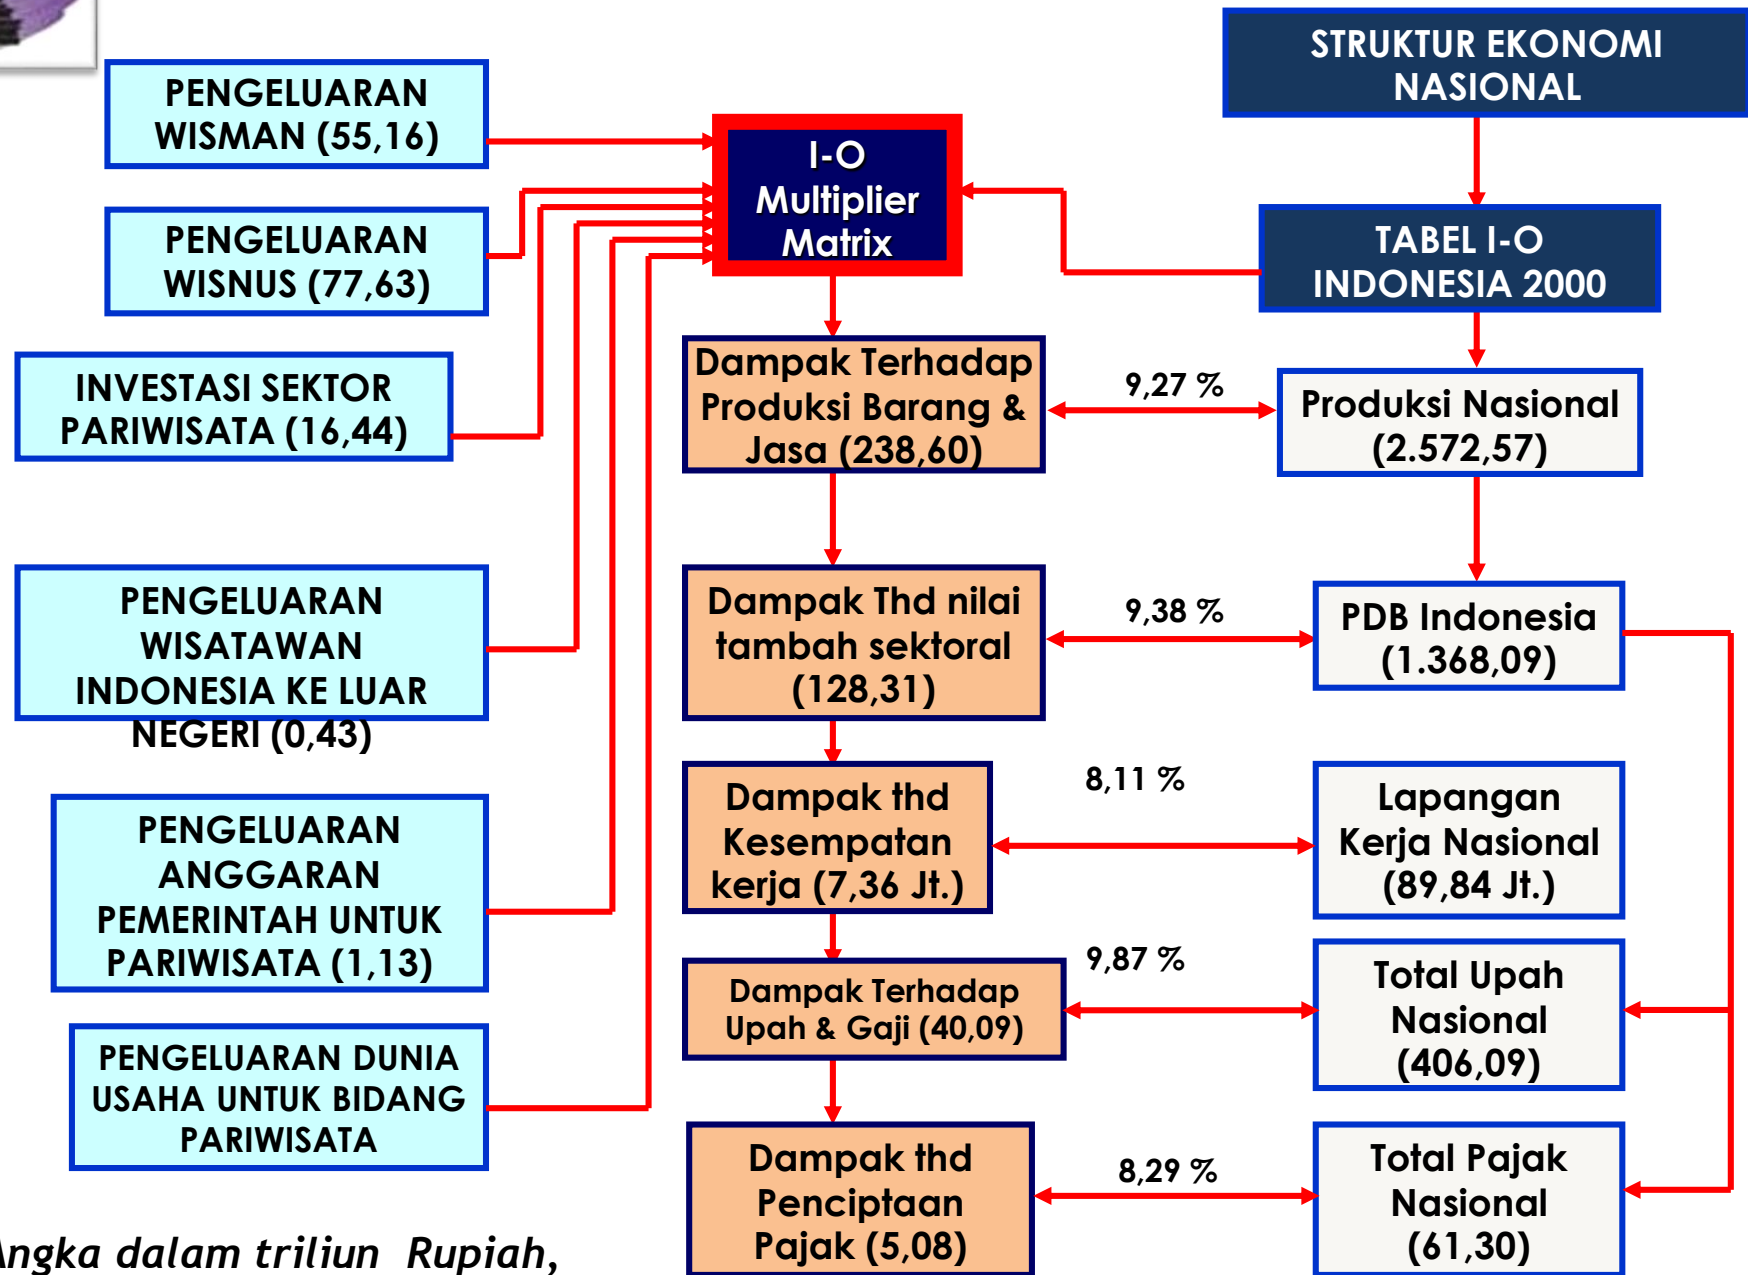 STRUKTUR EKONOMI
NASIONAL
PENGELUARAN
WISMAN (55,16)
I-O
Multiplier
Matrix
PENGELUARAN
WISNUS (77,63)
TABEL I-O
INDONESIA 2000
INVESTASI SEKTOR
PARIWISATA (16,44)
Dampak Terhadap
Produksi Barang &
Jasa (238,60)
9,27 %
Produksi Nasional
(2.572,57)
PENGELUARAN
WISATAWAN
INDONESIA KE LUAR
NEGERI (0,43)
Dampak Thd nilai
tambah sektoral
(128,31)
9,38 %
PDB Indonesia
(1.368,09)
PENGELUARAN
ANGGARAN
PEMERINTAH UNTUK
PARIWISATA (1,13)
Dampak thd
Kesempatan
kerja (7,36 Jt.)
8,11 %
Lapangan
Kerja Nasional
(89,84 Jt.)
Dampak Terhadap
Upah & Gaji (40,09)
9,87 %
Total Upah
Nasional
(406,09)
PENGELUARAN DUNIA
USAHA UNTUK BIDANG
PARIWISATA
Dampak thd
Penciptaan
Pajak (5,08)
8,29 %
Total Pajak
Nasional
(61,30)
Angka dalam triliun Rupiah,